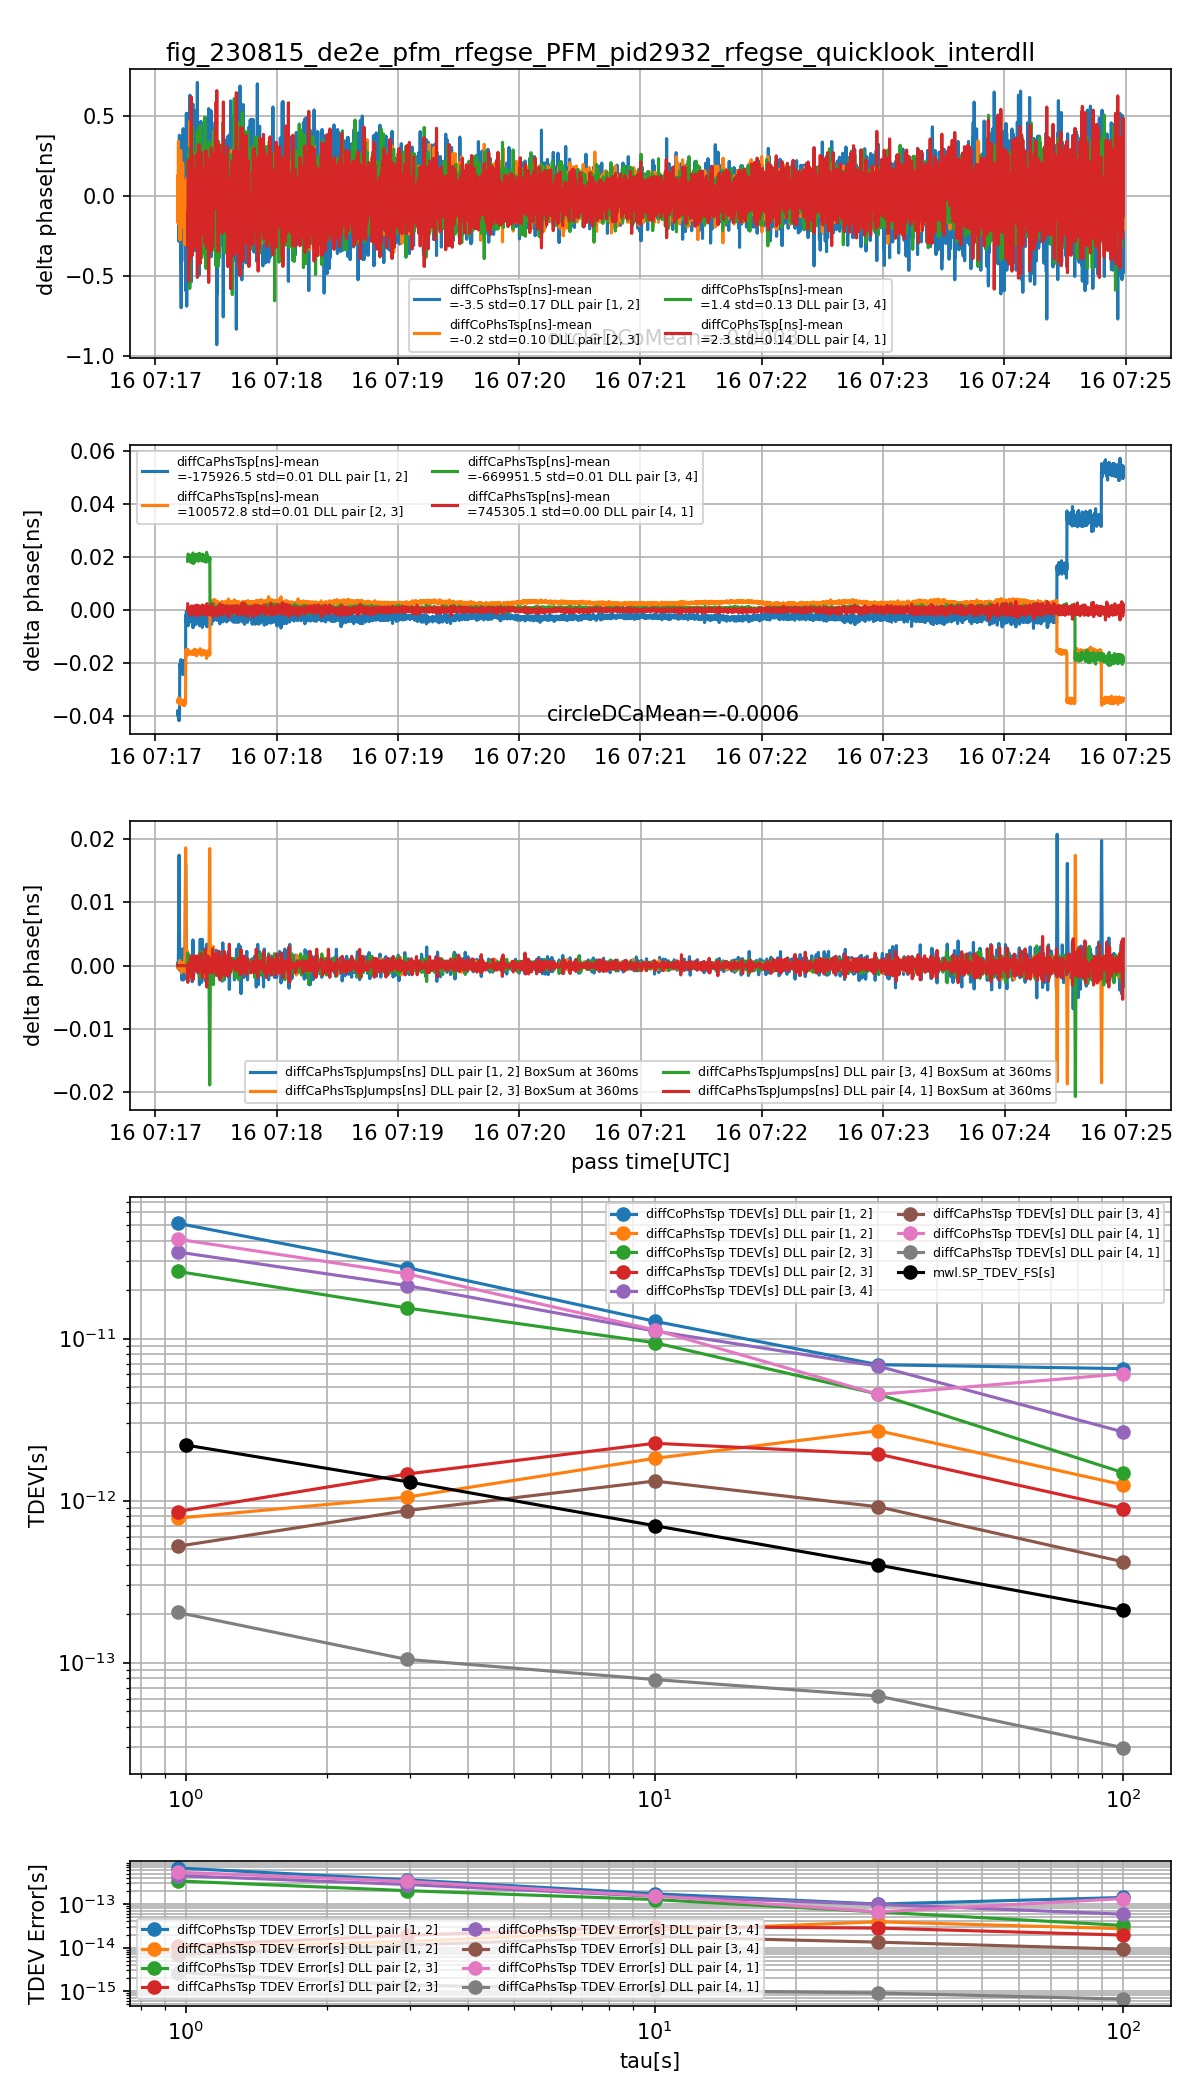 fig_230815_de2e_pfm_rfegse_PFM_pid2932_rfegse_quicklook_interdll
delta phase[ns]
0.5
0.0
−0.5
−1.0
diffCoPhsTsp[ns]-mean
=-3.5 std=0.17 DLL pair [1, 2]
diffCoPhsTsp[ns]-mean
=-0.2 std=0.10 DLL pair [2, 3]
diffCoPhsTsp[ns]-mean
=1.4 std=0.13 DLL pair [3, 4]
diffCoPhsTsp[ns]-mean
=2.3 std=0.14 DLL pair [4, 1]
16 07:17 16 07:18 16 07:19 16 07:20 16 07:21 16 07:22 16 07:23 16 07:24 16 07:25
delta phase[ns]
0.06
0.04
0.02
0.00
−0.02
−0.04
diffCaPhsTsp[ns]-mean
=-175926.5 std=0.01 DLL pair [1, 2]
diffCaPhsTsp[ns]-mean
=100572.8 std=0.01 DLL pair [2, 3]
diffCaPhsTsp[ns]-mean
=-669951.5 std=0.01 DLL pair [3, 4]
diffCaPhsTsp[ns]-mean
=745305.1 std=0.00 DLL pair [4, 1]
circleDCaMean=-0.0006
16 07:17 16 07:18 16 07:19 16 07:20 16 07:21 16 07:22 16 07:23 16 07:24 16 07:25
delta phase[ns]
0.02
0.01
0.00
−0.01
−0.02
diffCaPhsTspJumps[ns] DLL pair [1, 2] BoxSum at 360ms
diffCaPhsTspJumps[ns] DLL pair [2, 3] BoxSum at 360ms
diffCaPhsTspJumps[ns] DLL pair [3, 4] BoxSum at 360ms
diffCaPhsTspJumps[ns] DLL pair [4, 1] BoxSum at 360ms
16 07:17 16 07:18 16 07:19 16 07:20 16 07:21 16 07:22 16 07:23 16 07:24 16 07:25
pass time[UTC]
TDEV[s]
10⁻¹¹
10⁻¹²
10⁻¹³
diffCoPhsTsp TDEV[s] DLL pair [1, 2]
diffCaPhsTsp TDEV[s] DLL pair [1, 2]
diffCoPhsTsp TDEV[s] DLL pair [2, 3]
diffCaPhsTsp TDEV[s] DLL pair [2, 3]
diffCoPhsTsp TDEV[s] DLL pair [3, 4]
diffCaPhsTsp TDEV[s] DLL pair [3, 4]
diffCoPhsTsp TDEV[s] DLL pair [4, 1]
diffCaPhsTsp TDEV[s] DLL pair [4, 1]
mwl.SP_TDEV_FS[s]
10⁰ 10¹ 10²
TDEV Error[s]
10⁻¹³
10⁻¹⁴
10⁻¹⁵
diffCoPhsTsp TDEV Error[s] DLL pair [1, 2]
diffCaPhsTsp TDEV Error[s] DLL pair [1, 2]
diffCoPhsTsp TDEV Error[s] DLL pair [2, 3]
diffCaPhsTsp TDEV Error[s] DLL pair [2, 3]
diffCoPhsTsp TDEV Error[s] DLL pair [3, 4]
diffCaPhsTsp TDEV Error[s] DLL pair [3, 4]
diffCoPhsTsp TDEV Error[s] DLL pair [4, 1]
diffCaPhsTsp TDEV Error[s] DLL pair [4, 1]
10⁰ 10¹ 10²
tau[s]